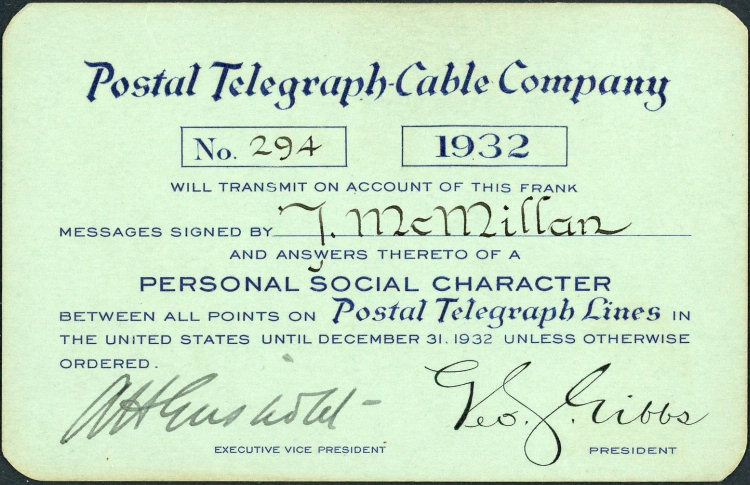 Postal Telegraph-Cable Company
No. 294 1932
WILL TRANSMIT ON ACCOUNT OF THIS FRANK
MESSAGES SIGNED BY J. McMillan
AND ANSWERS THERETO OF A
PERSONAL SOCIAL CHARACTER
BETWEEN ALL POINTS ON Postal Telegraph Lines IN
THE UNITED STATES UNTIL DECEMBER 31, 1932 UNLESS OTHERWISE
ORDERED.
Geo. J. Gibbs
EXECUTIVE VICE PRESIDENT PRESIDENT